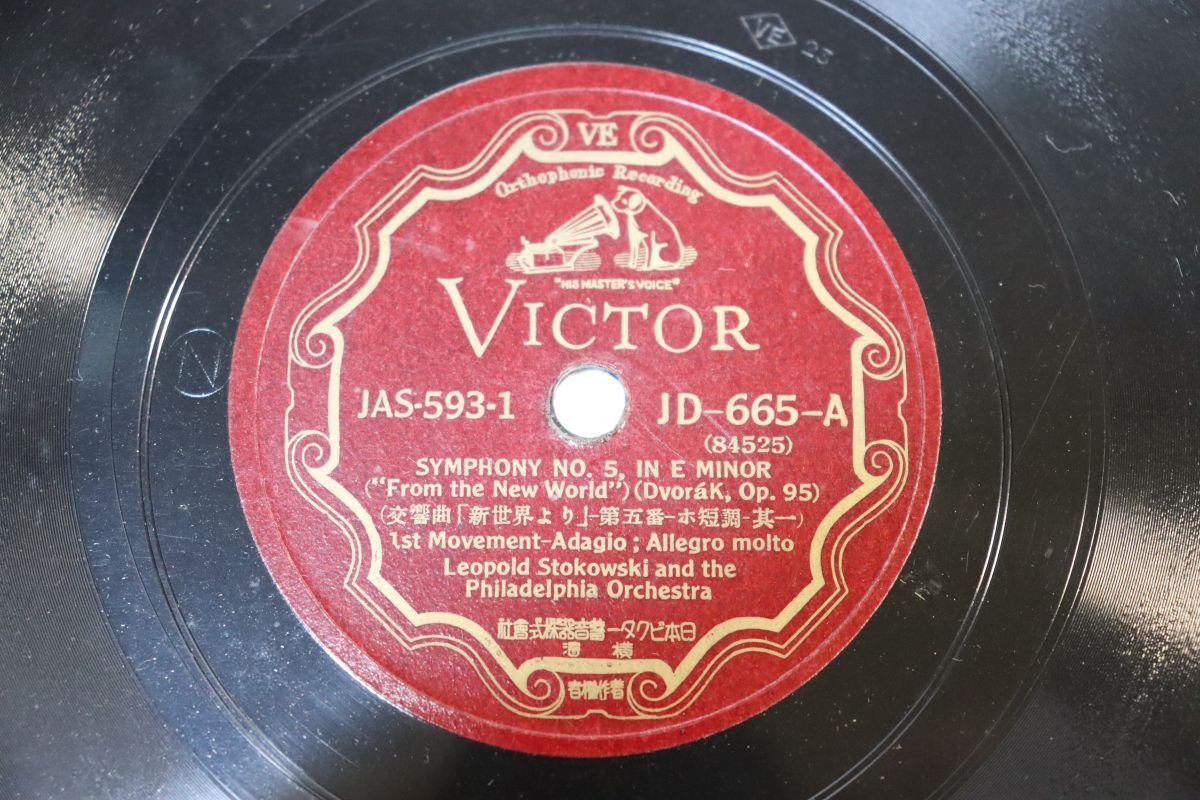 VE 23
VE
Orthophonic Recording
"HIS MASTER'S VOICE"
VICTOR
JAS-593-1 JD-665-A
(84525)
SYMPHONY NO. 5, IN E MINOR
("From the New World") (DvoráK, Op. 95)
(交響曲「新世界より」-第五番-ホ短調-其一)
1st Movement-Adagio; Allegro molto
Leopold Stokowski and the
Philadelphia Orchestra
社會式株器音蓄ータクビ本日
濱橫
有權作著